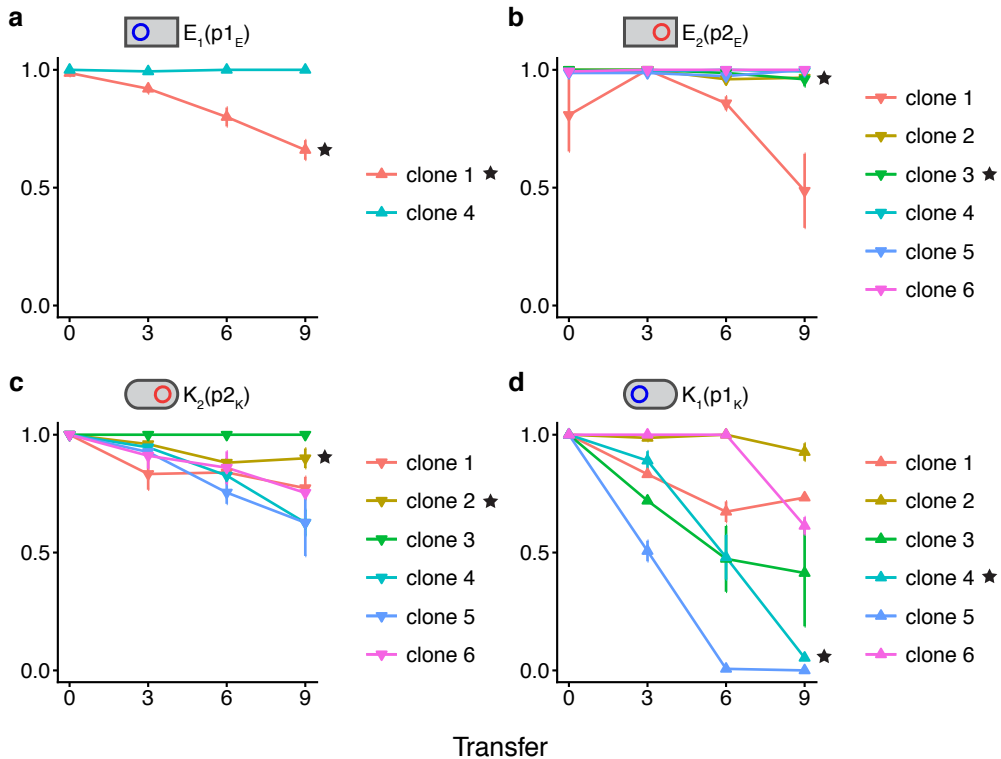 a
E1(p1E)
1.0
0.5
0.0
0 3 6 9
clone 1 ★
clone 4
b
E2(p2E)
1.0
0.5
0.0
0 3 6 9
clone 1
clone 2
clone 3 ★
clone 4
clone 5
clone 6
c
K2(p2K)
1.0
0.5
0.0
0 3 6 9
clone 1
clone 2 ★
clone 3
clone 4
clone 5
clone 6
d
K1(p1K)
1.0
0.5
0.0
0 3 6 9
clone 1
clone 2
clone 3
clone 4 ★
clone 5
clone 6
Transfer